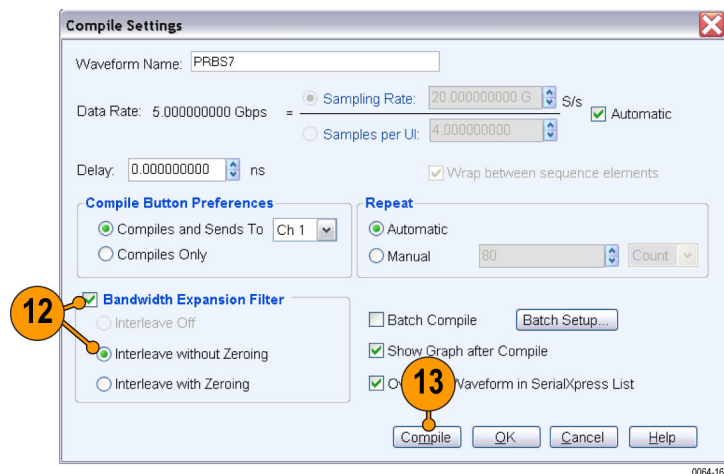 Compile Settings
Waveform Name: PRBS7
Data Rate: 5.000000000 Gbps = Sampling Rate: 20.000000000 G S/s Automatic
Samples per UI: 4.000000000
Delay: 0.000000000 ns Wrap between sequence elements
Compile Button Preferences
Compiles and Sends To Ch 1
Compiles Only
Repeat
Automatic
Manual 80 Count
12
Bandwidth Expansion Filter
Interleave Off
Interleave without Zeroing
Interleave with Zeroing
Batch Compile Batch Setup...
Show Graph after Compile
13
Waveform in SerialXpress List
Compile OK Cancel Help
0064-16